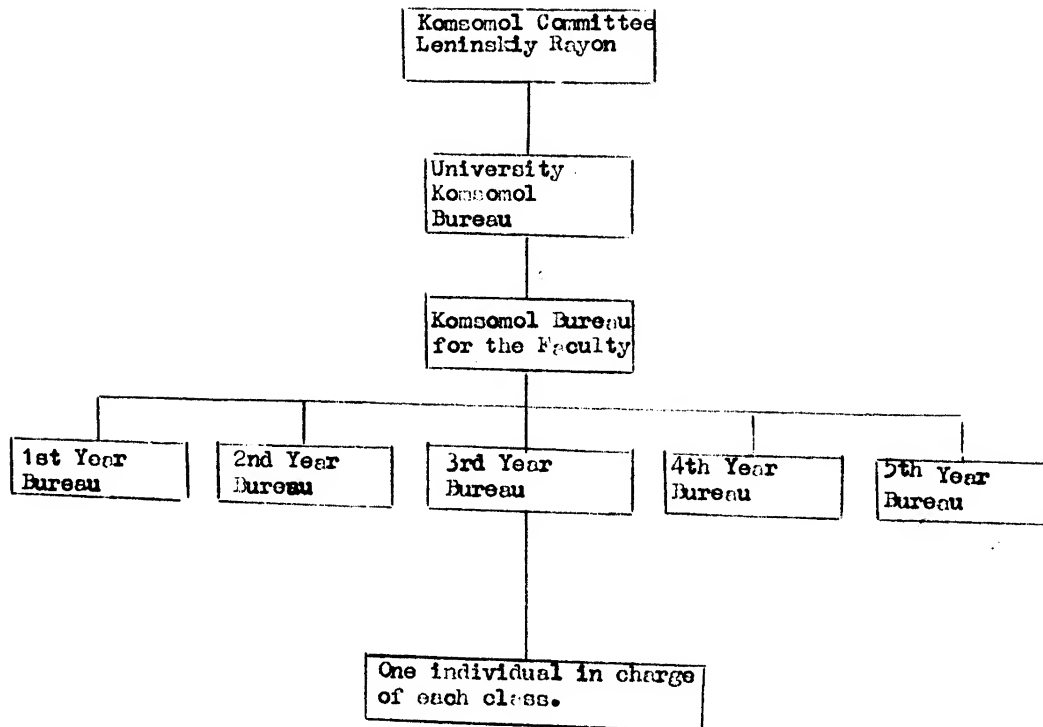 Komsomol Committee
Leninskiy Rayon
University
Komsomol
Bureau
Komsomol Bureau
for the Faculty
1st Year
Bureau
2nd Year
Bureau
3rd Year
Bureau
4th Year
Bureau
5th Year
Bureau
One individual in charge
of each class.